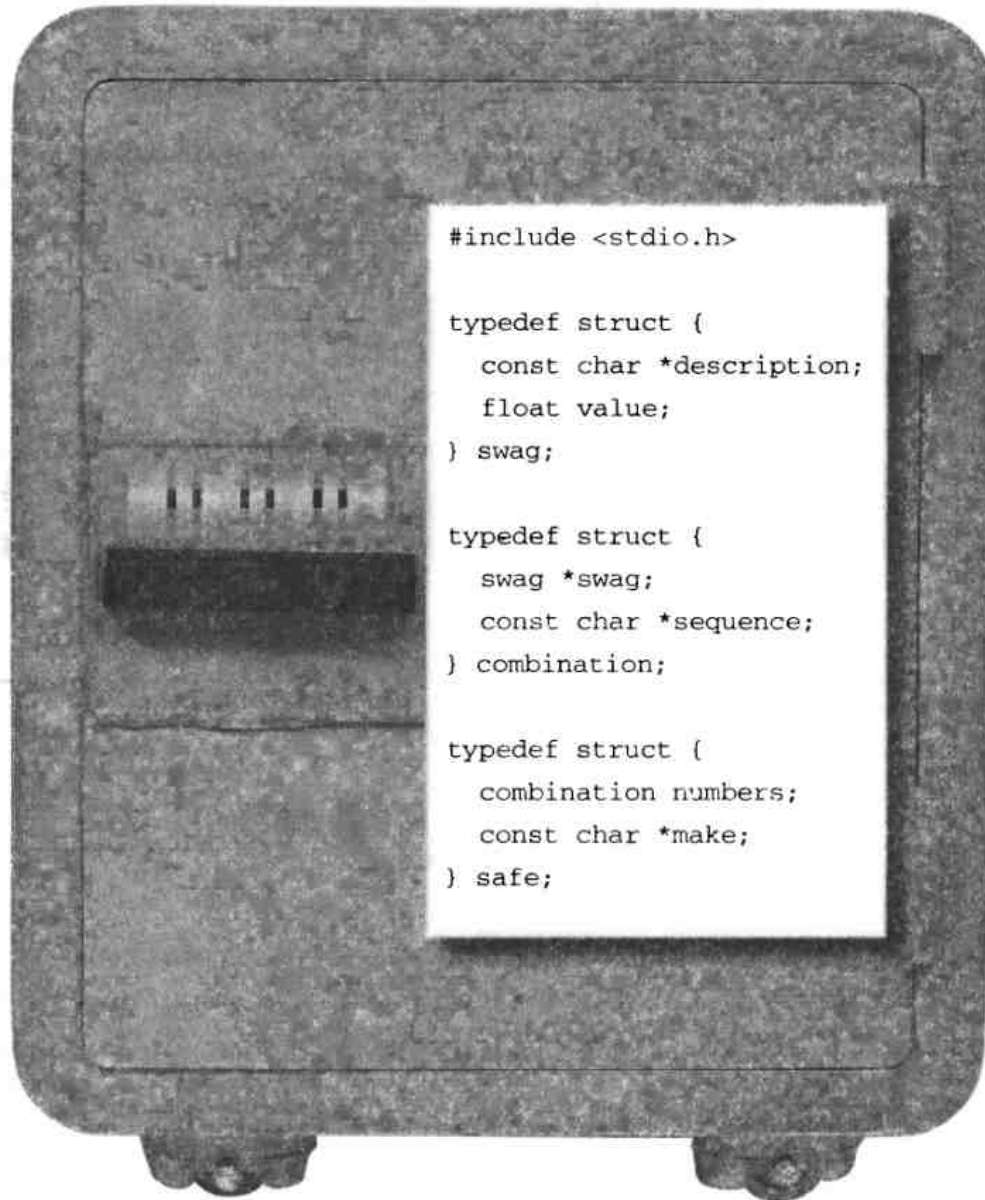 #include <stdio.h>
typedef struct {
const char *description;
float value;
} swag;
typedef struct {
swag *swag;
const char *sequence;
} combination;
typedef struct {
combination numbers;
const char *make;
} safe;